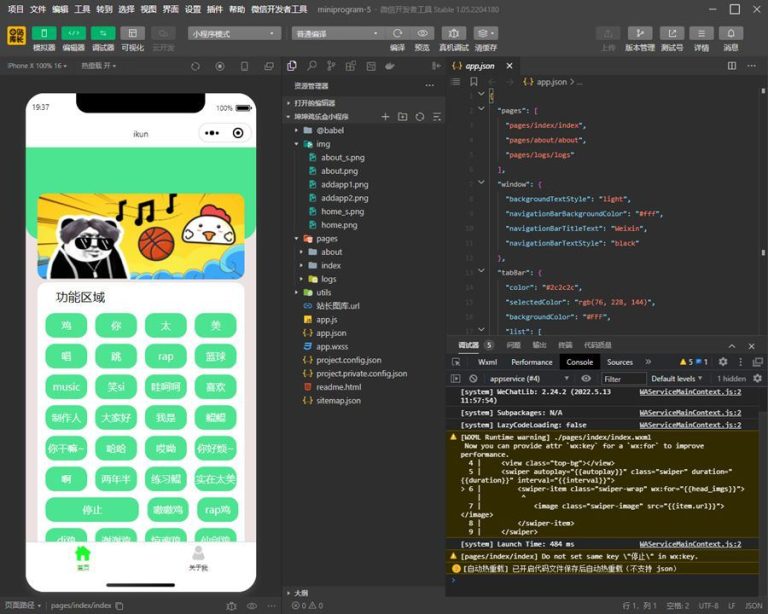 项目 文件 编辑 工具 转到 选择 视图 界面 设置 插件 帮助 微信开发者工具
miniprogram-5 - 微信开发者工具 Stable 1.05.2204180
模拟器 编辑器 调试器 可视化 云开发
小程序模式
普通编译
编译 预览 真机调试 清缓存
上传 版本管理 测试号 详情 消息
iPhone X 100% 16
热重载 开
19:37
100%
ikun
功能区域
鸡 你 太 美
唱 跳 rap 篮球
music 笑si 哇呵呵 喜欢
制作人 大家好 我是 鲲鲲
你干嘛~ 哈哈 哎呦 你好烦~
啊 两年半 练习鲲 实在太美
停止 嗷嗷鸡 rap鸡
首页
关于我
页面路径
pages/index/index
资源管理器
打开的编辑器
坤坤鸡乐盒小程序
@babel
img
about_s.png
about.png
addapp1.png
addapp2.png
home_s.png
home.png
pages
about
index
logs
utils
站长图库.url
app.js
app.json
app.wxss
project.config.json
project.private.config.json
readme.html
sitemap.json
大纲
0 0
app.json
app.json > ...
1 {
2 "pages": [
3 "pages/index/index",
4 "pages/about/about",
5 "pages/logs/logs"
6 ],
7 "window": {
8 "backgroundTextStyle": "light",
9 "navigationBarBackgroundColor": "#fff",
10 "navigationBarTitleText": "Weixin",
11 "navigationBarTextStyle": "black"
12 },
13 "tabBar": {
14 "color": "#2c2c2c",
15 "selectedColor": "rgb(76, 228, 144)",
16 "backgroundColor": "#FFF",
17 "list": [
调试器 5 问题 输出 终端 代码质量
Wxml Performance Console Sources
5 1
appservice (#4)
Filter
Default levels
1 hidden
[system] WeChatLib: 2.24.2 (2022.5.13 11:57:54) WAServiceMainContext.js:2
[system] Subpackages: N/A WAServiceMainContext.js:2
[system] LazyCodeLoading: false WAServiceMainContext.js:2
[WXML Runtime warning] ./pages/index/index.wxml
Now you can provide attr `wx:key` for a `wx:for` to improve
performance.
4 | <view class="top-bg"></view>
5 | <swiper autoplay="{{autoplay}}" class="swiper" duration="
{{duration}}" interval="{{interval}}">
> 6 | <swiper-item class="swiper-wrap" wx:for="{{head_imgs}}">
| ^
7 | <image class="swiper-image" src="{{item.url}}">
</image>
8 | </swiper-item>
9 | </swiper>
[system] Launch Time: 484 ms WAServiceMainContext.js:2
[pages/index/index] Do not set same key \"停止\" in wx:key.
[自动热重载] 已开启代码文件保存后自动热重载（不支持 json）
行 1，列 1 空格: 2 UTF-8 LF JSON